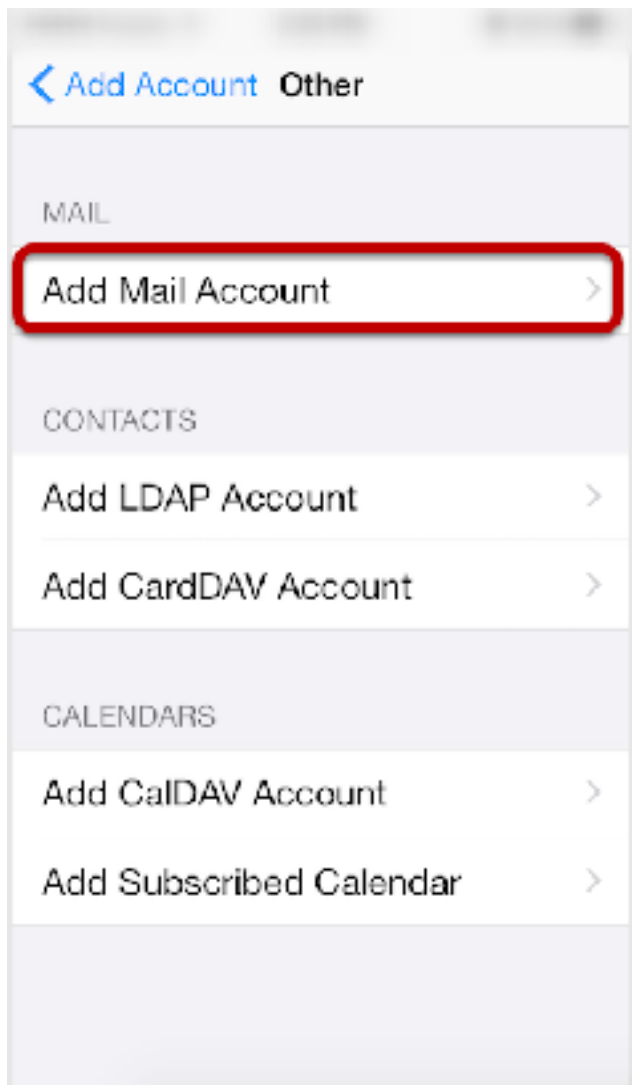 Add Account Other
MAIL
Add Mail Account
CONTACTS
Add LDAP Account
Add CardDAV Account
CALENDARS
Add CalDAV Account
Add Subscribed Calendar